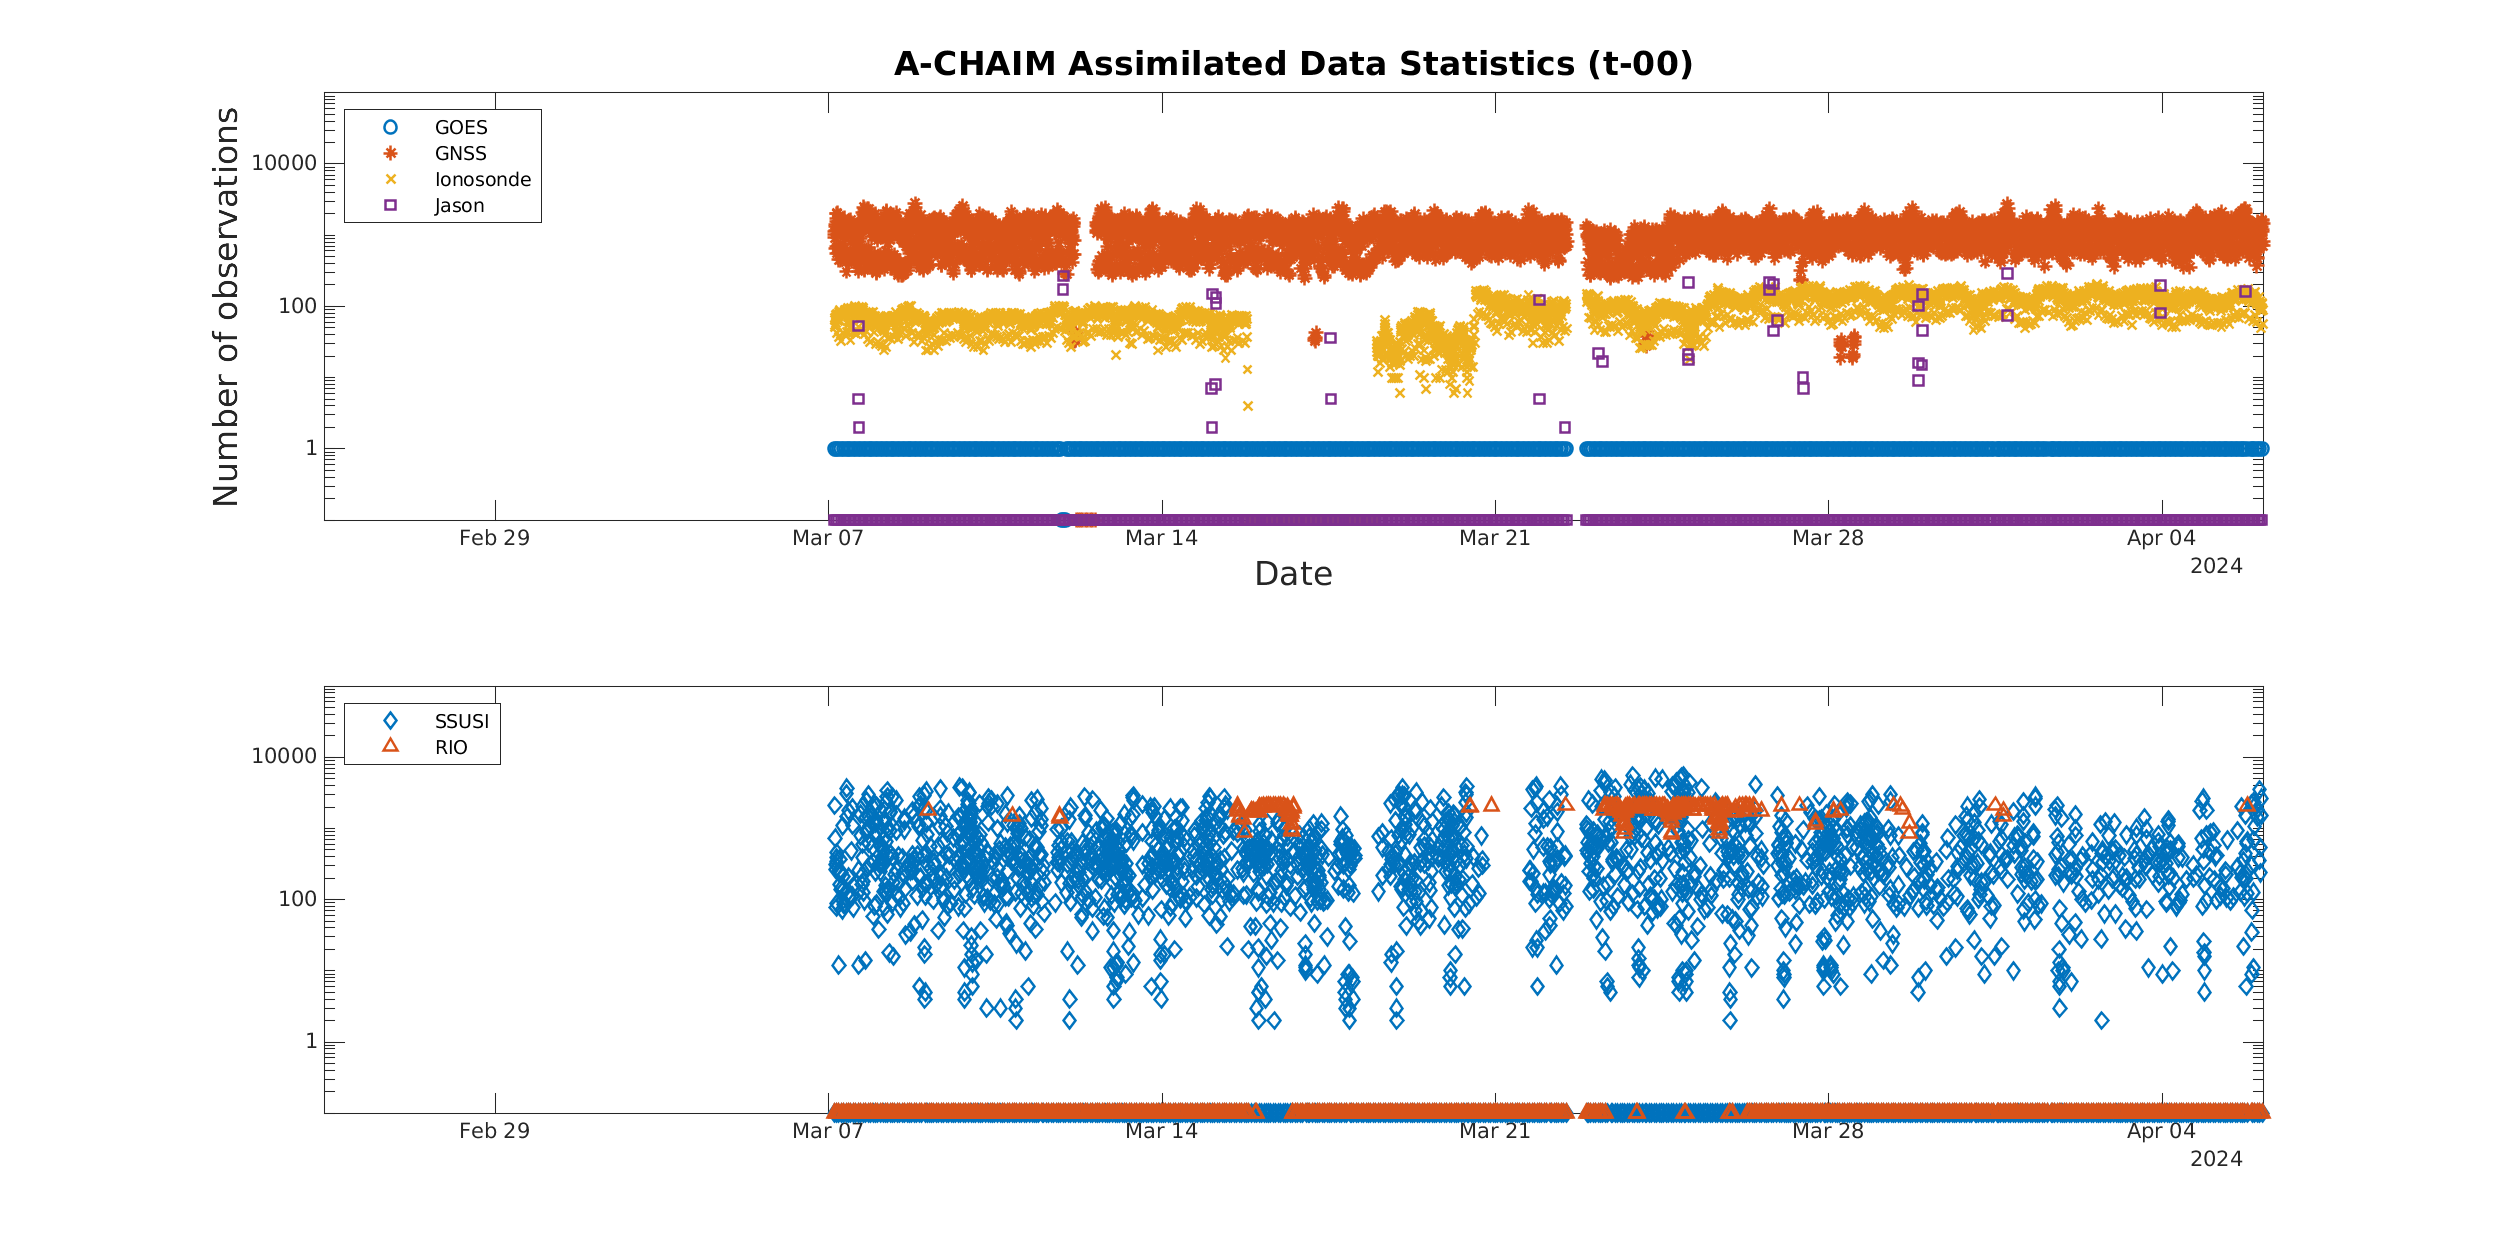 A-CHAIM Assimilated Data Statistics (t-00)
Number of observations
GOES
GNSS
Ionosonde
Jason
10000
100
1
Feb 29
Mar 07
Mar 14
Mar 21
Mar 28
Apr 04
2024
Date
SSUSI
RIO
10000
100
1
Feb 29
Mar 07
Mar 14
Mar 21
Mar 28
Apr 04
2024